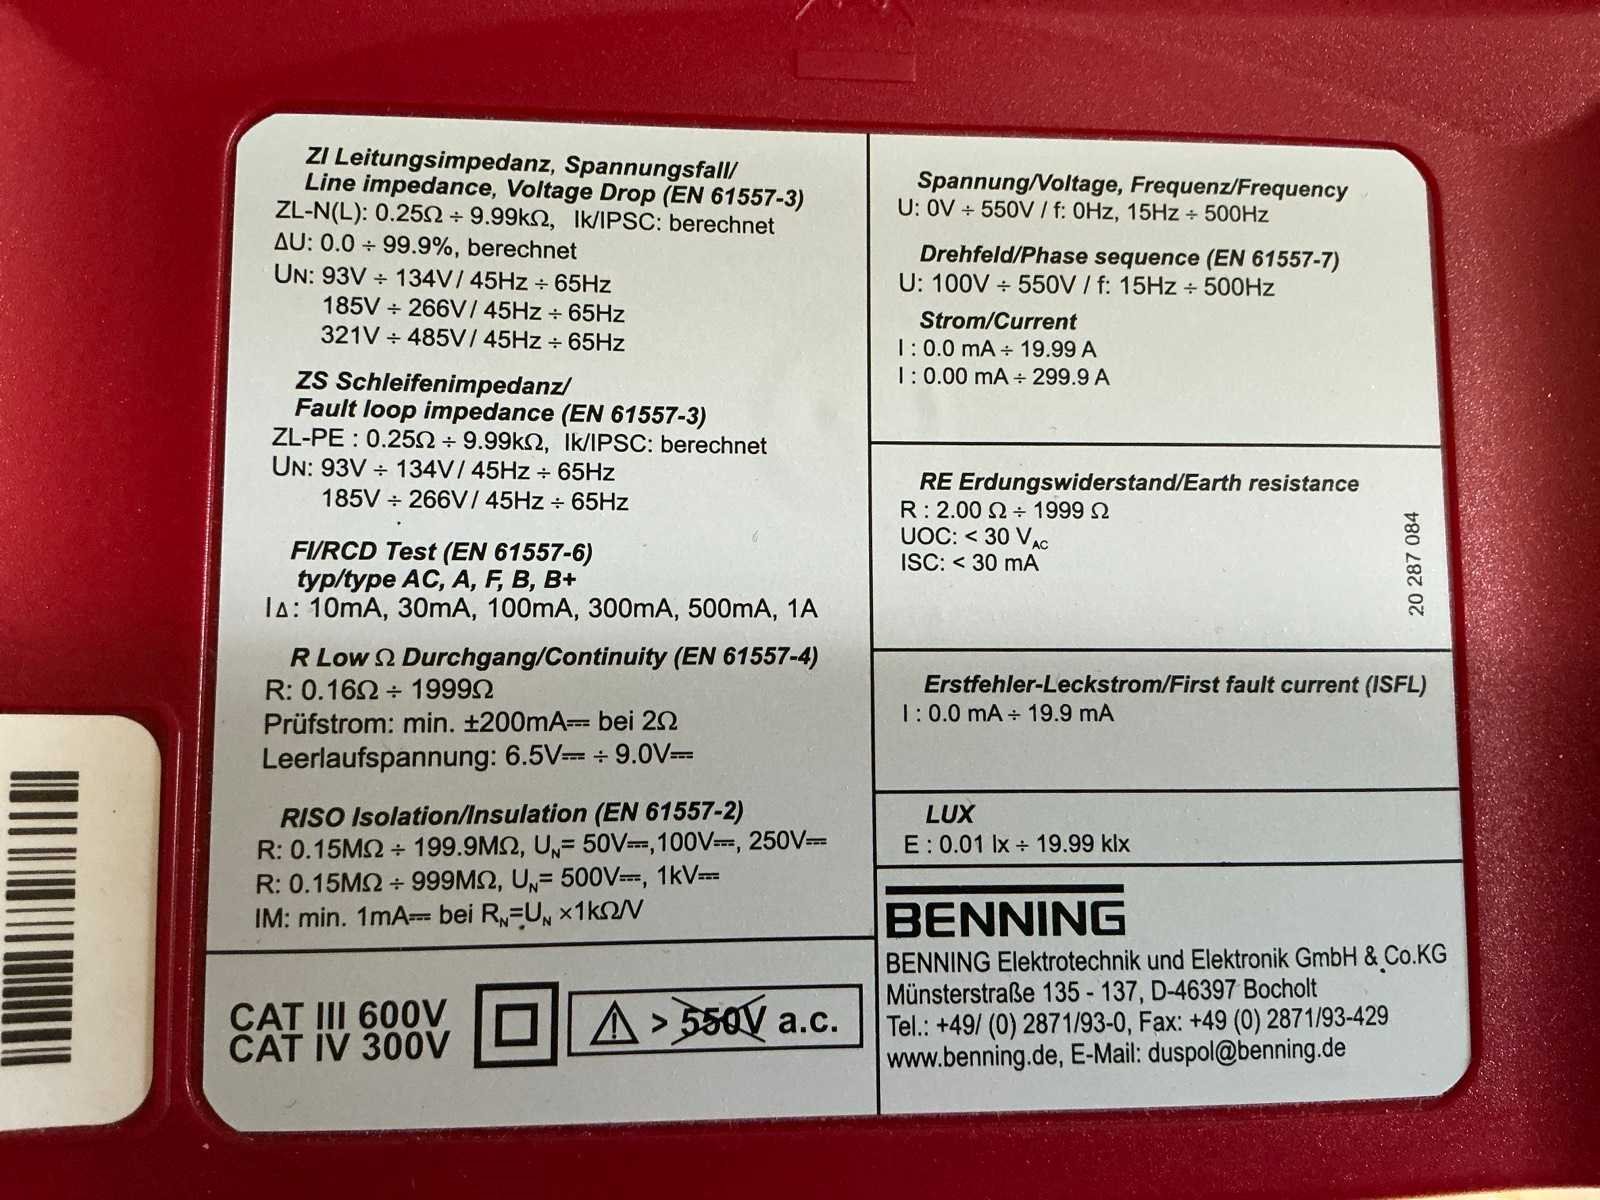 ZI Leitungsimpedanz, Spannungsfall/
Line impedance, Voltage Drop (EN 61557-3)
ZL-N(L): 0.25Ω ÷ 9.99kΩ, Ik/IPSC: berechnet
ΔU: 0.0 ÷ 99.9%, berechnet
UN: 93V ÷ 134V/ 45Hz ÷ 65Hz
185V ÷ 266V/ 45Hz ÷ 65Hz
321V ÷ 485V/ 45Hz ÷ 65Hz
ZS Schleifenimpedanz/
Fault loop impedance (EN 61557-3)
ZL-PE : 0.25Ω ÷ 9.99kΩ, Ik/IPSC: berechnet
UN: 93V ÷ 134V/ 45Hz ÷ 65Hz
185V ÷ 266V/ 45Hz ÷ 65Hz
FI/RCD Test (EN 61557-6)
typ/type AC, A, F, B, B+
IΔ: 10mA, 30mA, 100mA, 300mA, 500mA, 1A
R Low Ω Durchgang/Continuity (EN 61557-4)
R: 0.16Ω ÷ 1999Ω
Prüfstrom: min. ±200mA⎓ bei 2Ω
Leerlaufspannung: 6.5V⎓ ÷ 9.0V⎓
RISO Isolation/Insulation (EN 61557-2)
R: 0.15MΩ ÷ 199.9MΩ, UN= 50V⎓,100V⎓, 250V⎓
R: 0.15MΩ ÷ 999MΩ, UN= 500V⎓, 1kV⎓
IM: min. 1mA⎓ bei RN=UN x1kΩ/V
CAT III 600V
CAT IV 300V
> 550V a.c.
Spannung/Voltage, Frequenz/Frequency
U: 0V ÷ 550V / f: 0Hz, 15Hz ÷ 500Hz
Drehfeld/Phase sequence (EN 61557-7)
U: 100V ÷ 550V / f: 15Hz ÷ 500Hz
Strom/Current
I : 0.0 mA ÷ 19.99 A
I : 0.00 mA ÷ 299.9 A
RE Erdungswiderstand/Earth resistance
R : 2.00 Ω ÷ 1999 Ω
UOC: < 30 VAC
ISC: < 30 mA
20 287 084
Erstfehler-Leckstrom/First fault current (ISFL)
I : 0.0 mA ÷ 19.9 mA
LUX
E : 0.01 lx ÷ 19.99 klx
BENNING
BENNING Elektrotechnik und Elektronik GmbH & Co.KG
Münsterstraße 135 - 137, D-46397 Bocholt
Tel.: +49/ (0) 2871/93-0, Fax: +49 (0) 2871/93-429
www.benning.de, E-Mail: duspol@benning.de